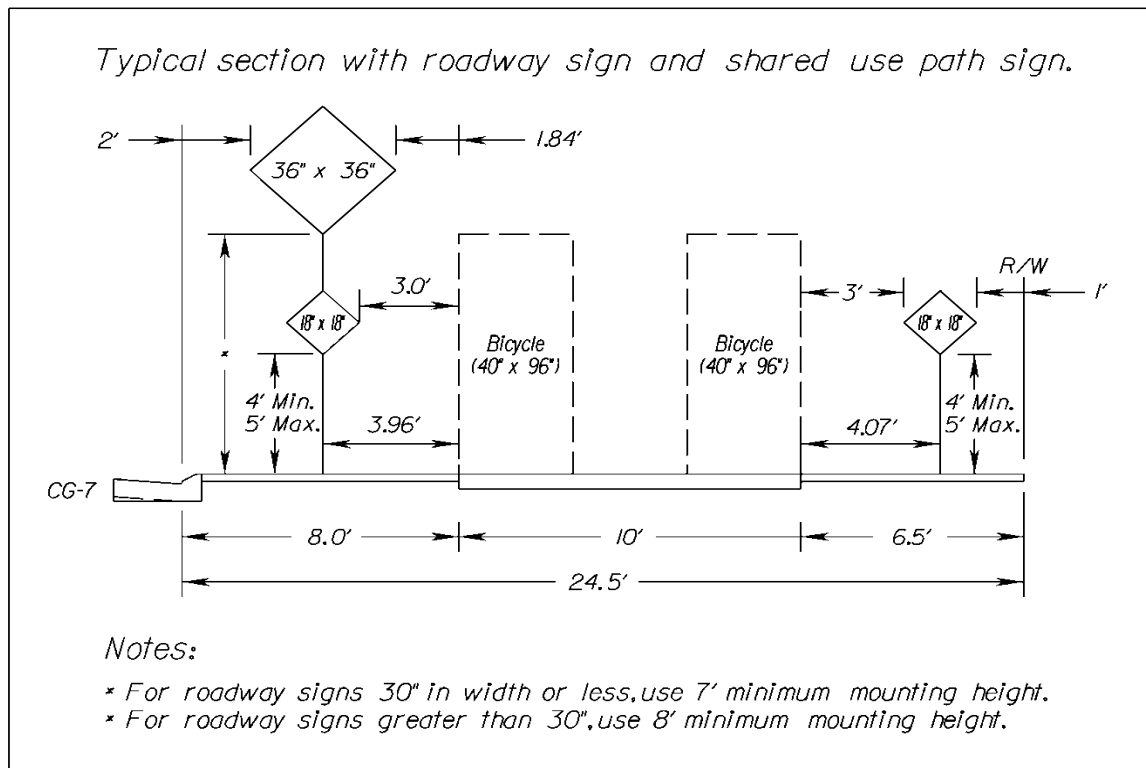 Typical section with roadway sign and shared use path sign.
2'
1.84'
36" x 36"
R/W
3.0'
3'
1'
18" x 18"
18" x 18"
Bicycle
(40" x 96")
Bicycle
(40" x 96")
*
4' Min.
5' Max.
4' Min.
5' Max.
3.96'
4.07'
CG-7
8.0'
10'
6.5'
24.5'
Notes:
* For roadway signs 30" in width or less, use 7' minimum mounting height.
* For roadway signs greater than 30", use 8' minimum mounting height.